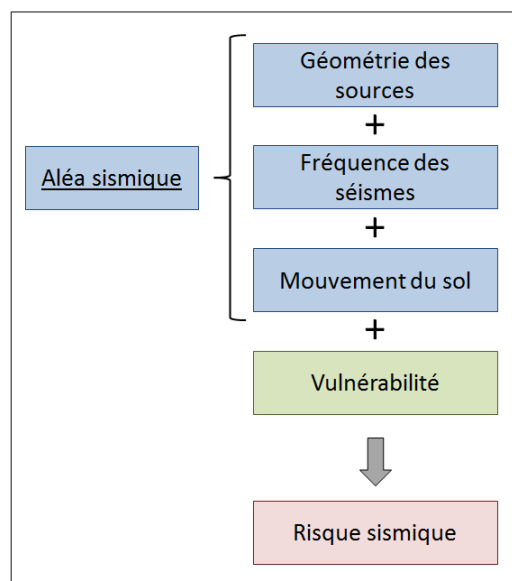 Géométrie des
sources
+
Aléa sismique
Fréquence des
séismes
+
Mouvement du sol
+
Vulnérabilité
Risque sismique